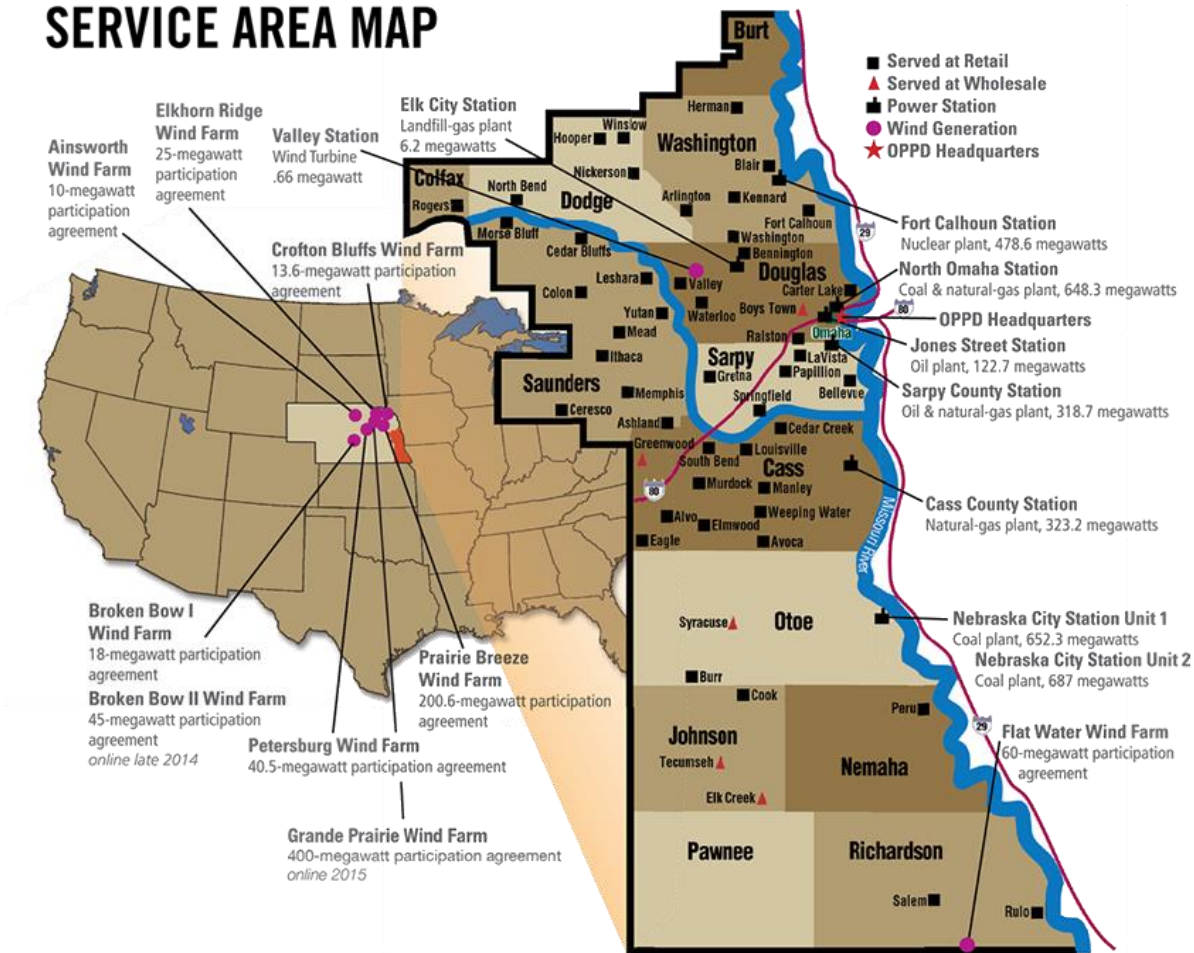 SERVICE AREA MAP
Served at Retail
Served at Wholesale
Power Station
Wind Generation
OPPD Headquarters
Ainsworth
Wind Farm
10-megawatt
participation
agreement
Elkhorn Ridge
Wind Farm
25-megawatt
participation
agreement
Valley Station
Wind Turbine
.66 megawatt
Elk City Station
Landfill-gas plant
6.2 megawatts
Crofton Bluffs Wind Farm
13.6-megawatt participation
agreement
Broken Bow I
Wind Farm
18-megawatt participation
agreement
Broken Bow II Wind Farm
45-megawatt participation
agreement
online late 2014
Prairie Breeze
Wind Farm
200.6-megawatt participation
agreement
Petersburg Wind Farm
40.5-megawatt participation agreement
Grande Prairie Wind Farm
400-megawatt participation agreement
online 2015
Burt
Herman
Washington
Hooper
Winslow
Nickerson
Blair
Colfax
Rogers
North Bend
Dodge
Arlington
Kennard
Fort Calhoun
Morse Bluff
Cedar Bluffs
Washington
Bennington
Douglas
Leshara
Valley
Carter Lake
Colon
Waterloo
Boys Town
Yutan
Mead
Ralston
Omaha
Ithaca
Sarpy
LaVista
Papillion
Gretna
Bellevue
Saunders
Memphis
Springfield
Ceresco
Ashland
Cedar Creek
Greenwood
South Bend
Louisville
Cass
Murdock
Manley
Alvo
Elmwood
Weeping Water
Eagle
Avoca
Missouri River
Syracuse
Otoe
Burr
Cook
Peru
Johnson
Tecumseh
Nemaha
Elk Creek
Pawnee
Richardson
Salem
Rulo
29
80
80
29
Fort Calhoun Station
Nuclear plant, 478.6 megawatts
North Omaha Station
Coal & natural-gas plant, 648.3 megawatts
OPPD Headquarters
Jones Street Station
Oil plant, 122.7 megawatts
Sarpy County Station
Oil & natural-gas plant, 318.7 megawatts
Cass County Station
Natural-gas plant, 323.2 megawatts
Nebraska City Station Unit 1
Coal plant, 652.3 megawatts
Nebraska City Station Unit 2
Coal plant, 687 megawatts
Flat Water Wind Farm
60-megawatt participation
agreement